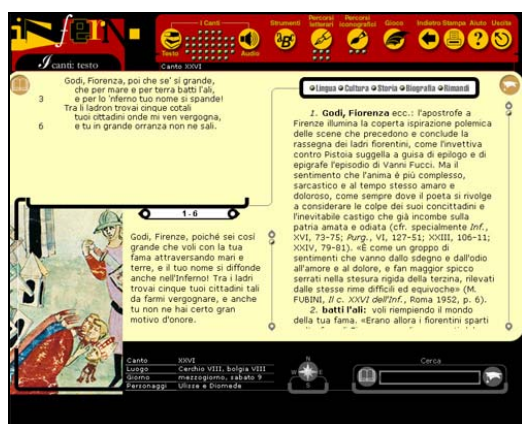 inferno
I canti: testo
I Canti
Testo
Audio
Canto XXVI
Strumenti
Percorsi letterari
Percorsi iconografici
Gioco
Indietro
Stampa
Aiuto
Uscite
Godi, Fiorenza, poi che se' sí grande,
che per mare e per terra batti l'ali,
3 e per lo 'nferno tuo nome si spande!
Tra li ladron trovai cinque cotali
tuoi cittadini onde mi ven vergogna,
6 e tu in grande orranza non ne sali.
1 - 6
Godi, Firenze, poiché sei cosí
grande che voli con la tua
fama attraversando mari e
terre, e il tuo nome si diffonde
anche nell'Inferno! Tra i ladri
trovai cinque tuoi cittadini tali
da farmi vergognare, e anche
tu non ne hai certo gran
motivo d'onore.
Lingua Cultura Storia Biografia Rimandi
1. Godi, Fiorenza ecc.: l'apostrofe a
Firenze illumina la coperta ispirazione polemica
delle scene che precedono e conclude la
rassegna dei ladri fiorentini, come l'invettiva
contro Pistoia suggella a guisa di epilogo e di
epigrafe l'episodio di Vanni Fucci. Ma il
sentimento che l'anima è piú complesso,
sarcastico e al tempo stesso amaro e
doloroso, come sempre dove il poeta si rivolge
a considerare le colpe dei suoi concittadini e
l'inevitabile castigo che già incombe sulla
patria amata e odiata (cfr. specialmente Inf.,
XVI, 73-75; Purg., VI, 127-51; XXIII, 106-11;
XXIV, 79-81). «È come un groppo di
sentimenti che vanno dallo sdegno e dall'odio
all'amore e al dolore, e fan maggior spicco
serrati nella stesura rigida della terzina, rilevati
dalle stesse rime difficili ed equivoche» (M.
FUBINI, Il c. XXVI dell'Inf., Roma 1952, p. 6).
2. batti l'ali: voli riempiendo il mondo
della tua fama. «Erano allora i fiorentini sparti
Canto XXVI
Luogo Cerchio VIII, bolgia VIII
Giorno mezzogiorno, sabato 9
Personaggi Ulisse e Diomede
N
W
E
S
Cerca